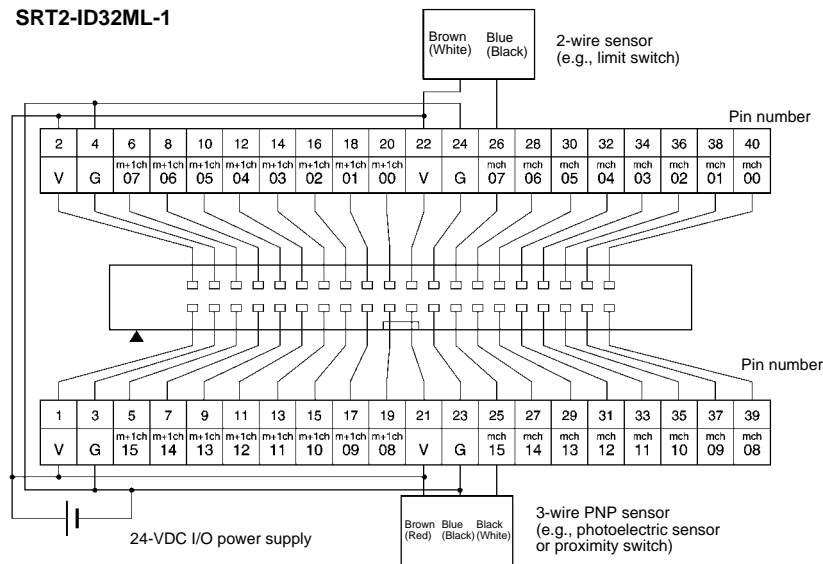 SRT2-ID32ML-1
Brown (White)
Blue (Black)
2-wire sensor
(e.g., limit switch)
Pin number
2 4 6 8 10 12 14 16 18 20 22 24 26 28 30 32 34 36 38 40
V G m+1ch 07 m+1ch 06 m+1ch 05 m+1ch 04 m+1ch 03 m+1ch 02 m+1ch 01 m+1ch 00 V G mch 07 mch 06 mch 05 mch 04 mch 03 mch 02 mch 01 mch 00
Pin number
1 3 5 7 9 11 13 15 17 19 21 23 25 27 29 31 33 35 37 39
V G m+1ch 15 m+1ch 14 m+1ch 13 m+1ch 12 m+1ch 11 m+1ch 10 m+1ch 09 m+1ch 08 V G mch 15 mch 14 mch 13 mch 12 mch 11 mch 10 mch 09 mch 08
24-VDC I/O power supply
Brown (Red)
Blue (Black)
Black (White)
3-wire PNP sensor
(e.g., photoelectric sensor
or proximity switch)